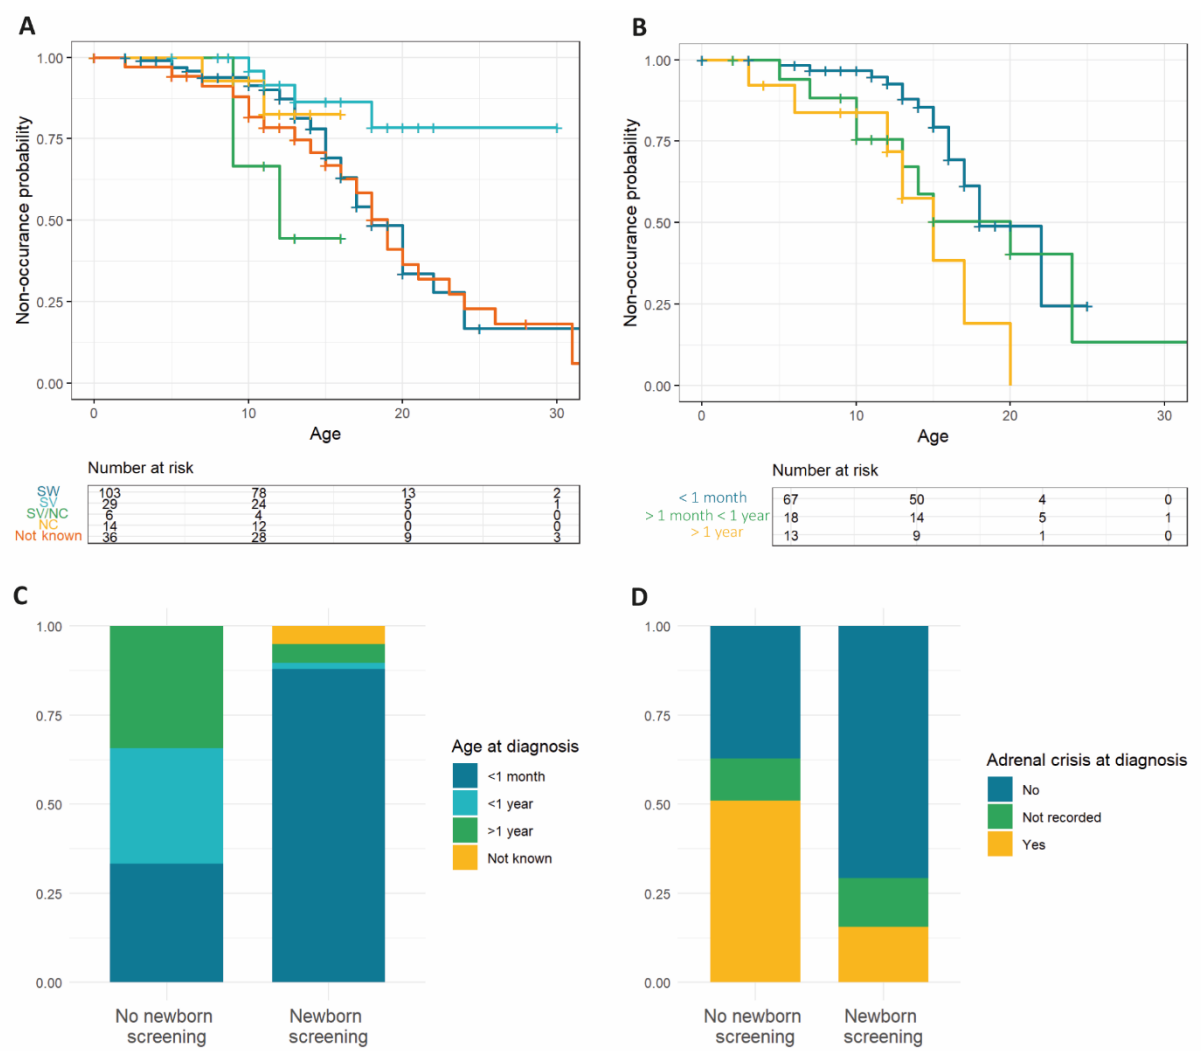 A
1.00
0.75
0.50
0.25
0.00
Non-occurance probability
0 10 20 30
Age
Number at risk
SW 103 78 13 2
SV 29 24 5 1
SV/NC 6 4 0 0
NC 14 12 0 0
Not known 36 28 9 3
B
1.00
0.75
0.50
0.25
0.00
Non-occurance probability
0 10 20 30
Age
Number at risk
< 1 month 67 50 4 0
> 1 month < 1 year 18 14 5 1
> 1 year 13 9 1 0
C
1.00
0.75
0.50
0.25
0.00
No newborn
screening
Newborn
screening
Age at diagnosis
<1 month
<1 year
>1 year
Not known
D
1.00
0.75
0.50
0.25
0.00
No newborn
screening
Newborn
screening
Adrenal crisis at diagnosis
No
Not recorded
Yes